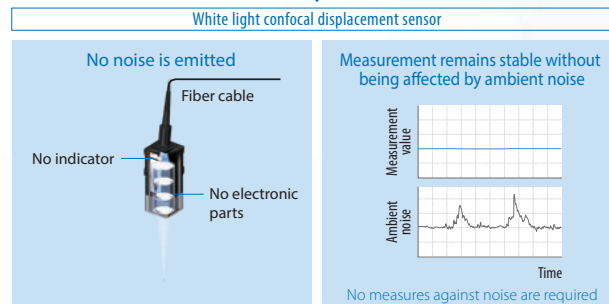 White light confocal displacement sensor
No noise is emitted
Fiber cable
No indicator
No electronic
parts
Measurement remains stable without
being affected by ambient noise
Measurement
value
Ambient
noise
Time
No measures against noise are required